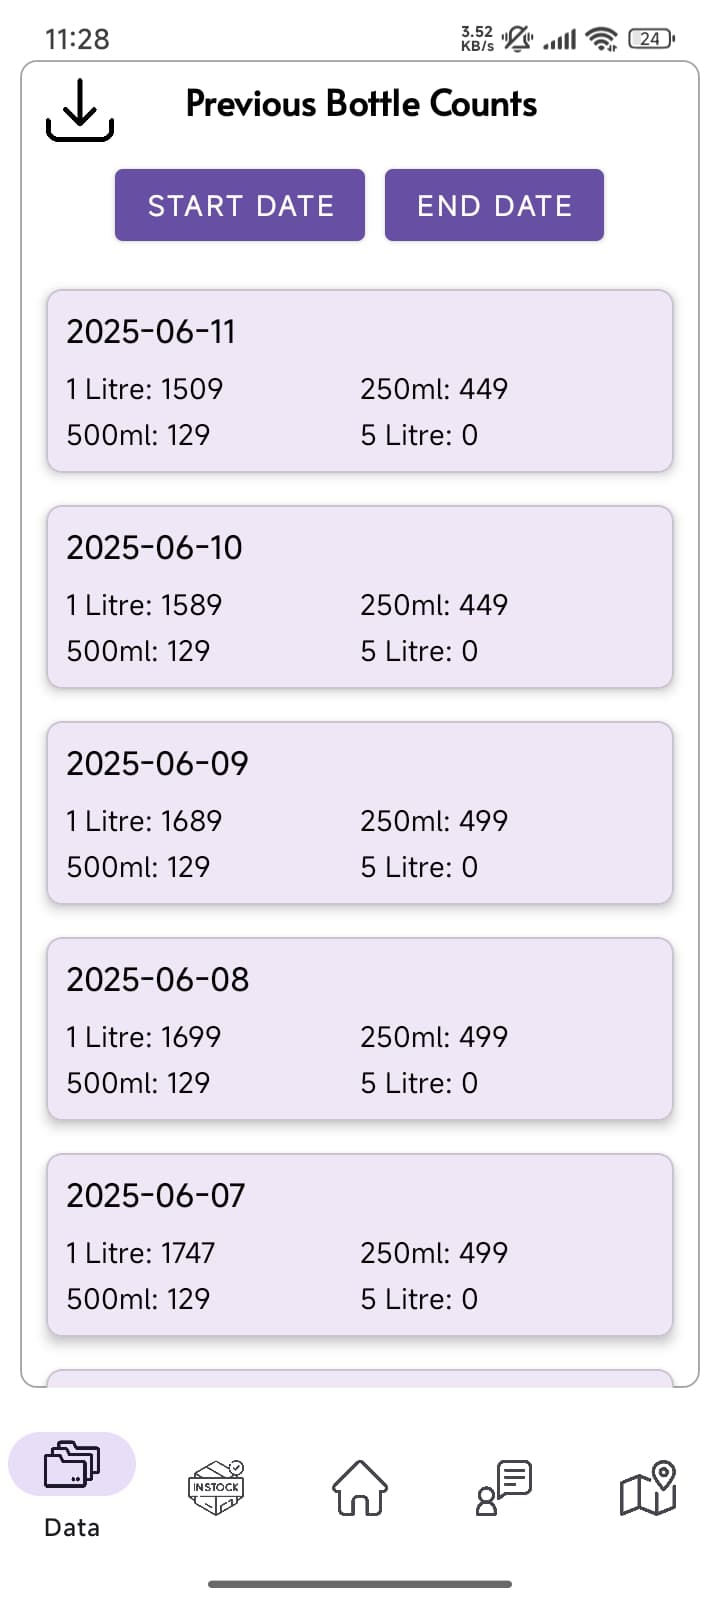 11:28
3.52
KB/s
24
Previous Bottle Counts
START DATE
END DATE
2025-06-11
1 Litre: 1509
250ml: 449
500ml: 129
5 Litre: 0
2025-06-10
1 Litre: 1589
250ml: 449
500ml: 129
5 Litre: 0
2025-06-09
1 Litre: 1689
250ml: 499
500ml: 129
5 Litre: 0
2025-06-08
1 Litre: 1699
250ml: 499
500ml: 129
5 Litre: 0
2025-06-07
1 Litre: 1747
250ml: 499
500ml: 129
5 Litre: 0
INSTOCK
Data